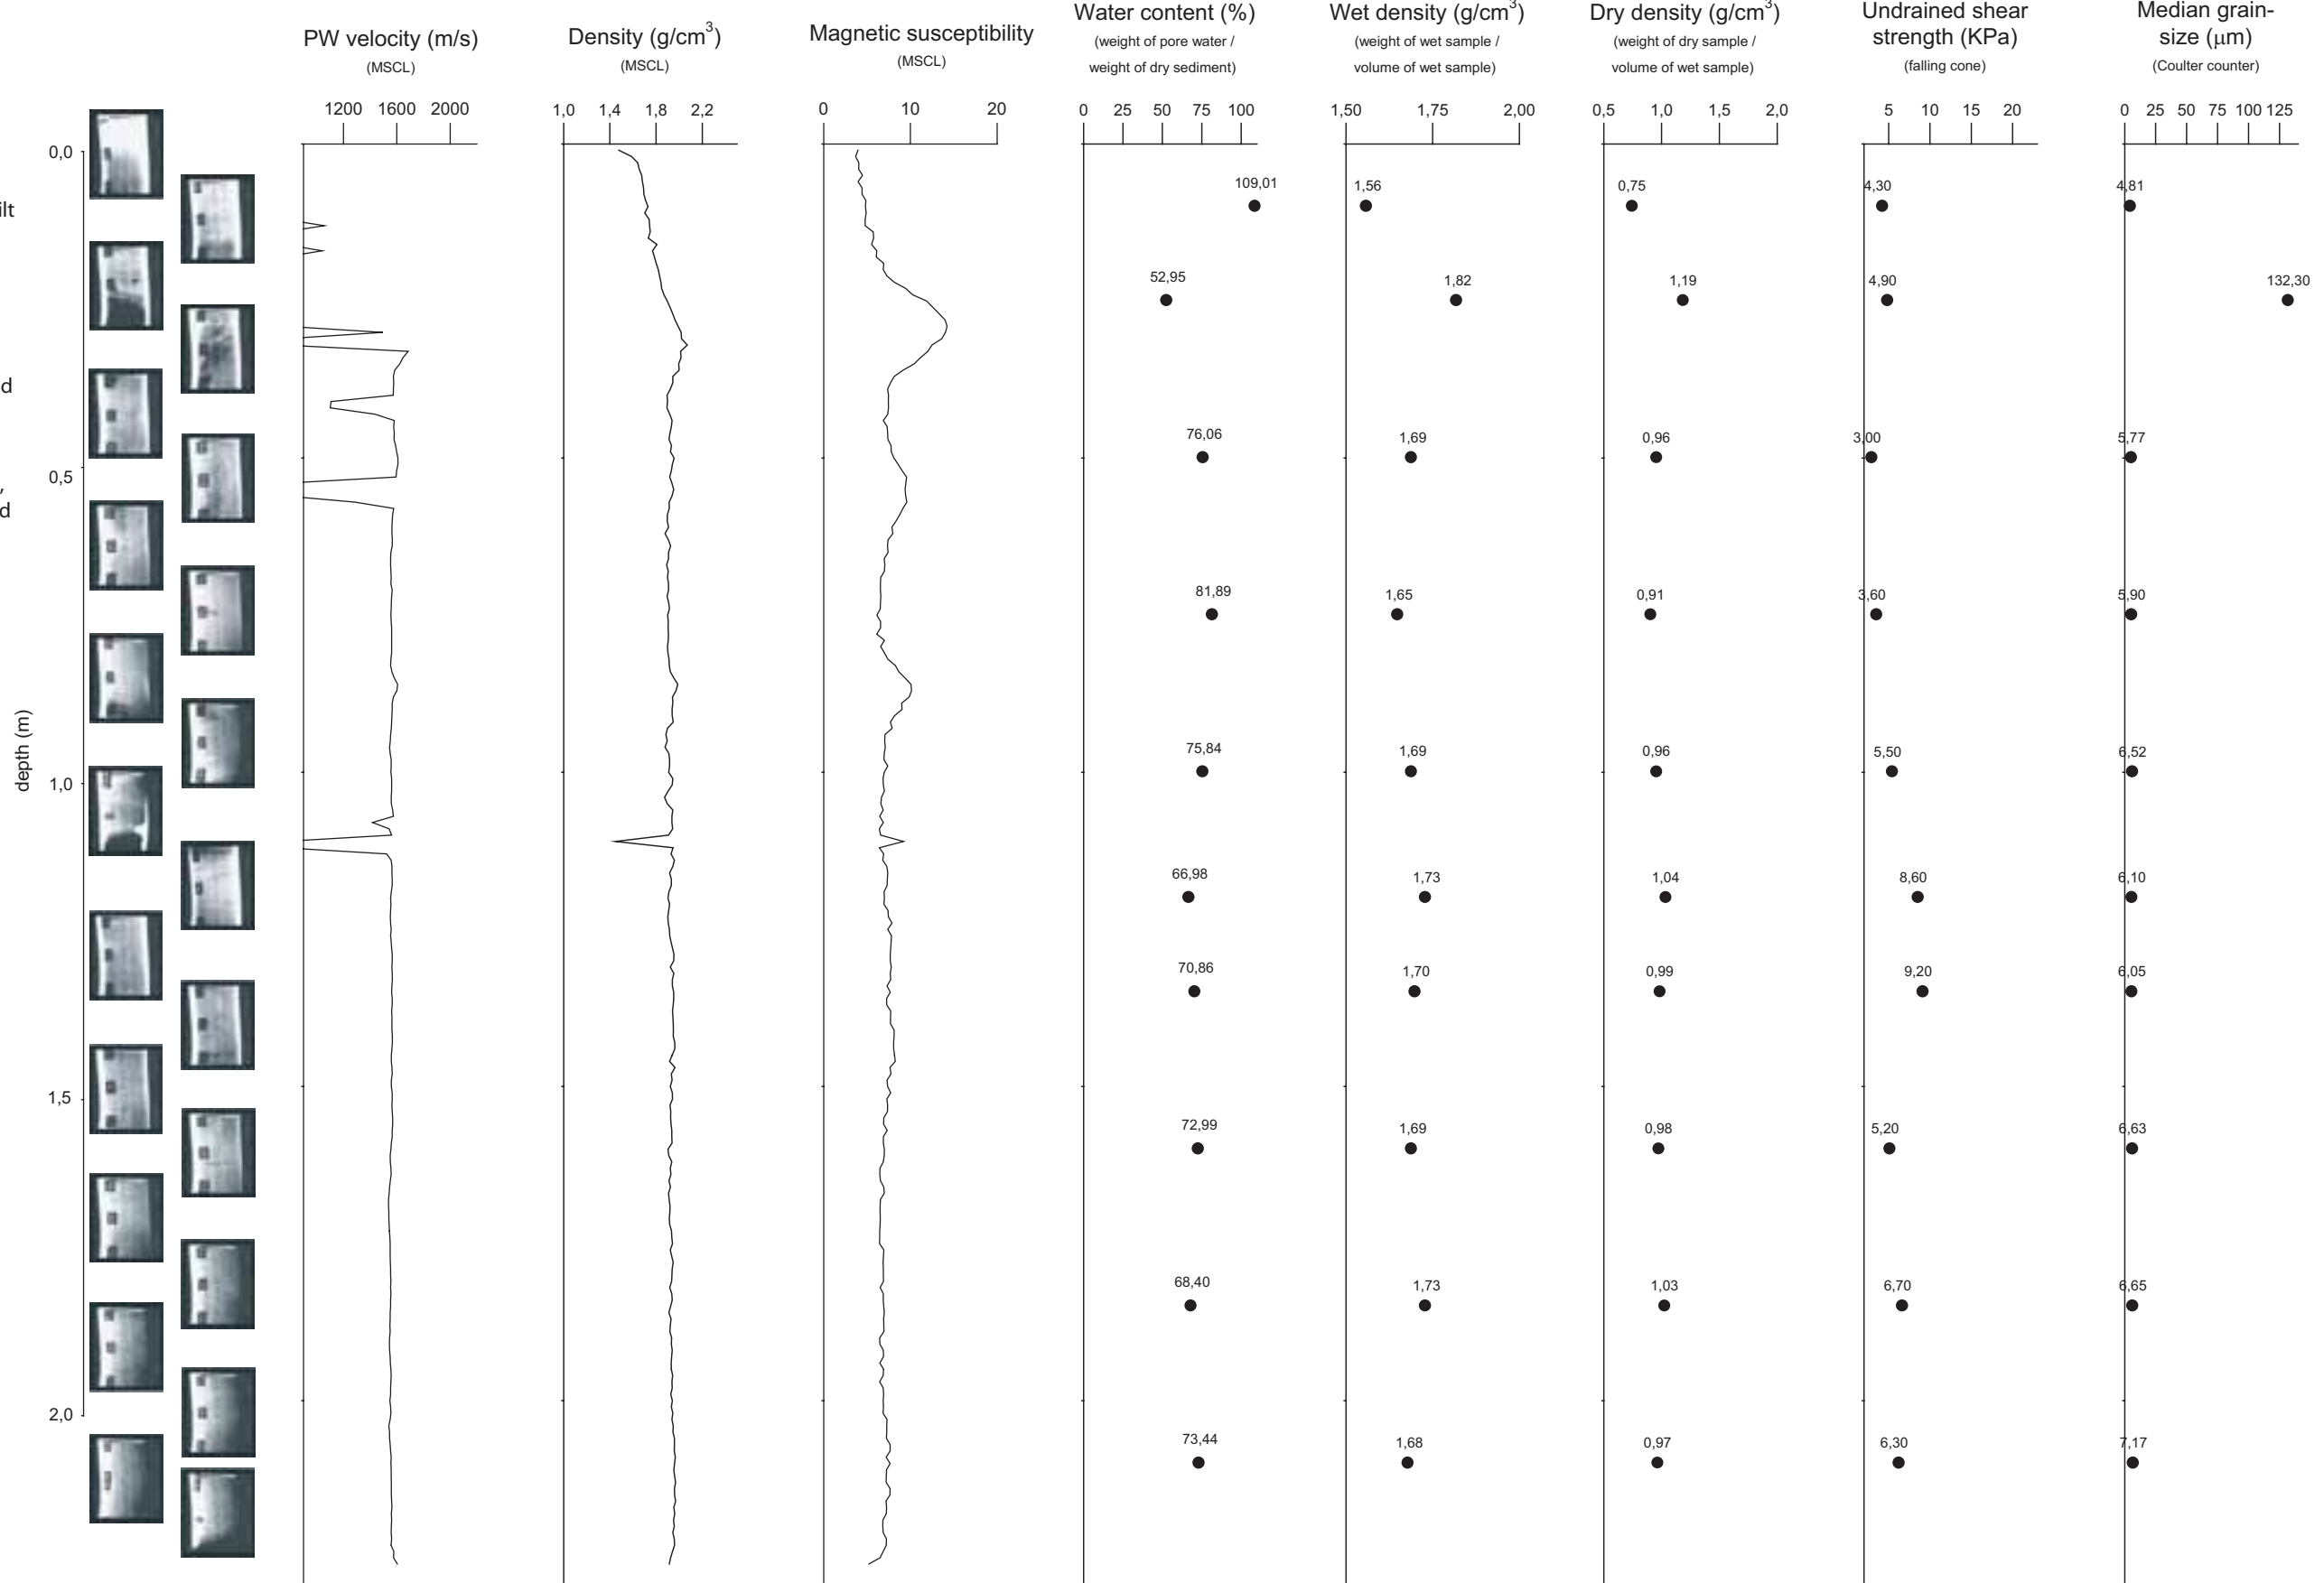 PW velocity (m/s)
(MSCL)
1200 1600 2000
Density (g/cm³)
(MSCL)
1,0 1,4 1,8 2,2
Magnetic susceptibility
(MSCL)
0 10 20
Water content (%)
(weight of pore water /
weight of dry sediment)
0 25 50 75 100
Wet density (g/cm³)
(weight of wet sample /
volume of wet sample)
1,50 1,75 2,00
Dry density (g/cm³)
(weight of dry sample /
volume of wet sample)
0,5 1,0 1,5 2,0
Undrained shear
strength (KPa)
(falling cone)
5 10 15 20
Median grain-
size (µm)
(Coulter counter)
0 25 50 75 100 125
ilt
d
,
d
depth (m)
0,0
0,5
1,0
1,5
2,0
109,01 1,56 0,75 4,30 4,81
52,95 1,82 1,19 4,90 132,30
76,06 1,69 0,96 3,00 5,77
81,89 1,65 0,91 3,60 5,90
75,84 1,69 0,96 5,50 6,52
66,98 1,73 1,04 8,60 6,10
70,86 1,70 0,99 9,20 6,05
72,99 1,69 0,98 5,20 6,63
68,40 1,73 1,03 6,70 6,65
73,44 1,68 0,97 6,30 7,17